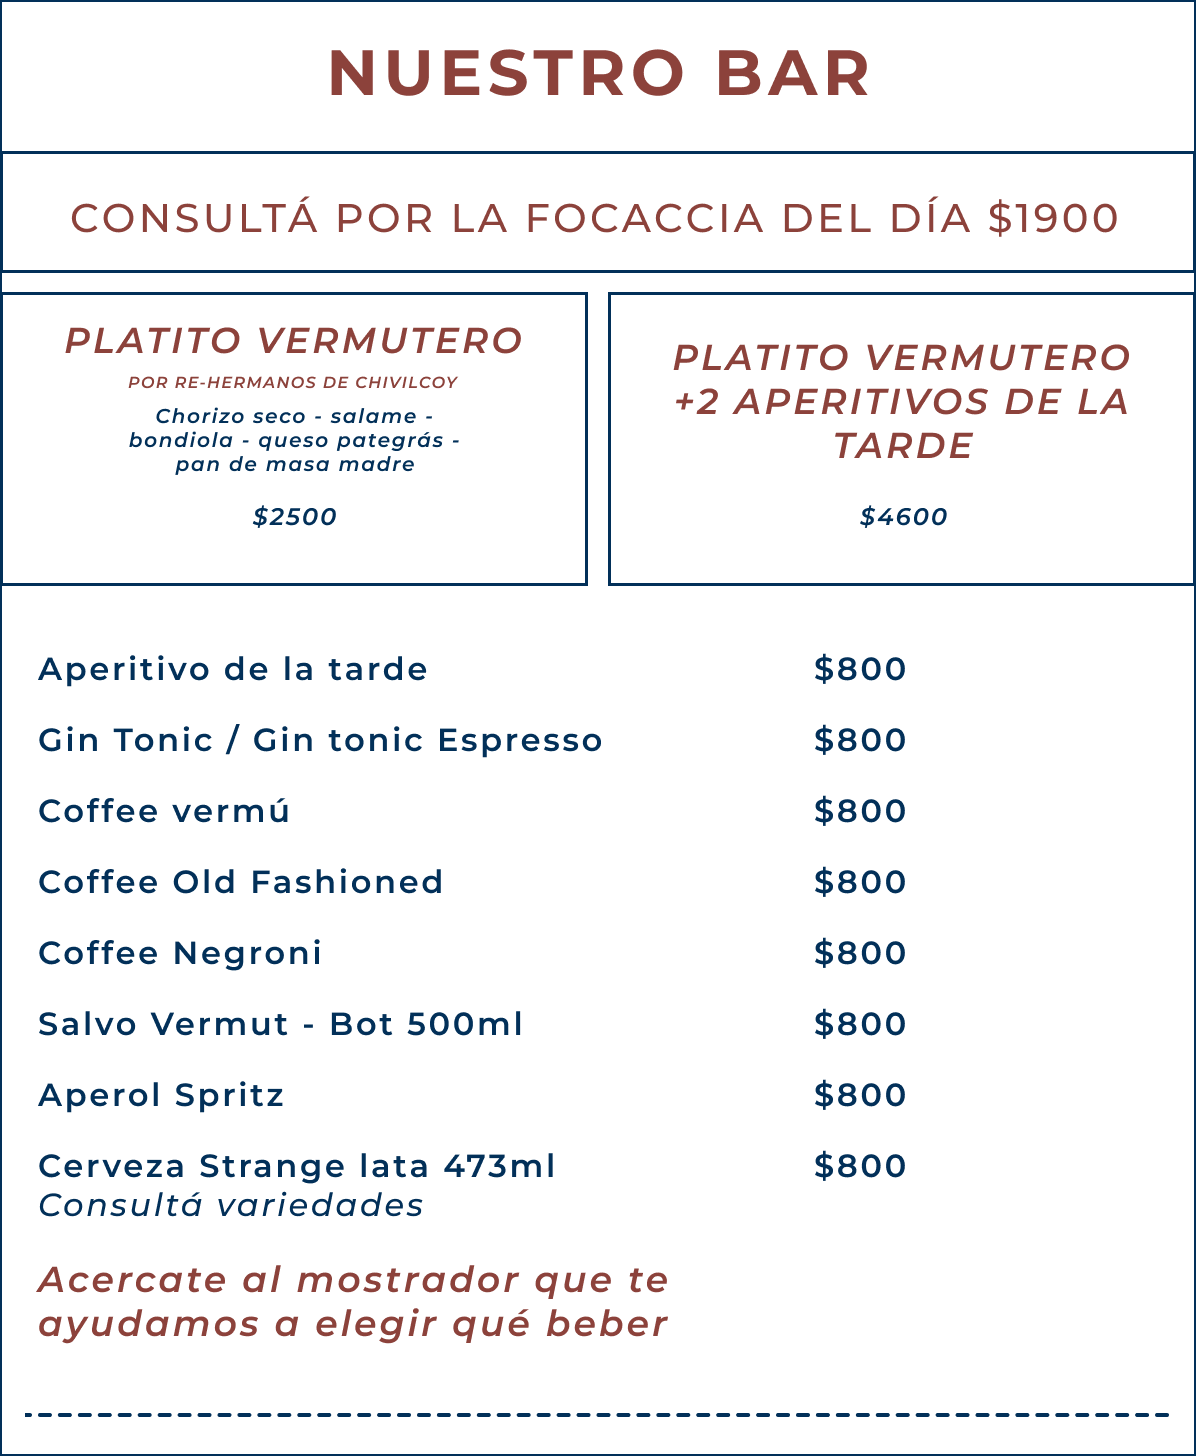 NUESTRO BAR
CONSULTÁ POR LA FOCACCIA DEL DÍA $1900
PLATITO VERMUTERO
POR RE-HERMANOS DE CHIVILCOY
Chorizo seco - salame -
bondiola - queso pategrás -
pan de masa madre
$2500
PLATITO VERMUTERO
+2 APERITIVOS DE LA
TARDE
$4600
Aperitivo de la tarde $800
Gin Tonic / Gin tonic Espresso $800
Coffee vermú $800
Coffee Old Fashioned $800
Coffee Negroni $800
Salvo Vermut - Bot 500ml $800
Aperol Spritz $800
Cerveza Strange lata 473ml $800
Consultá variedades
Acercate al mostrador que te
ayudamos a elegir qué beber